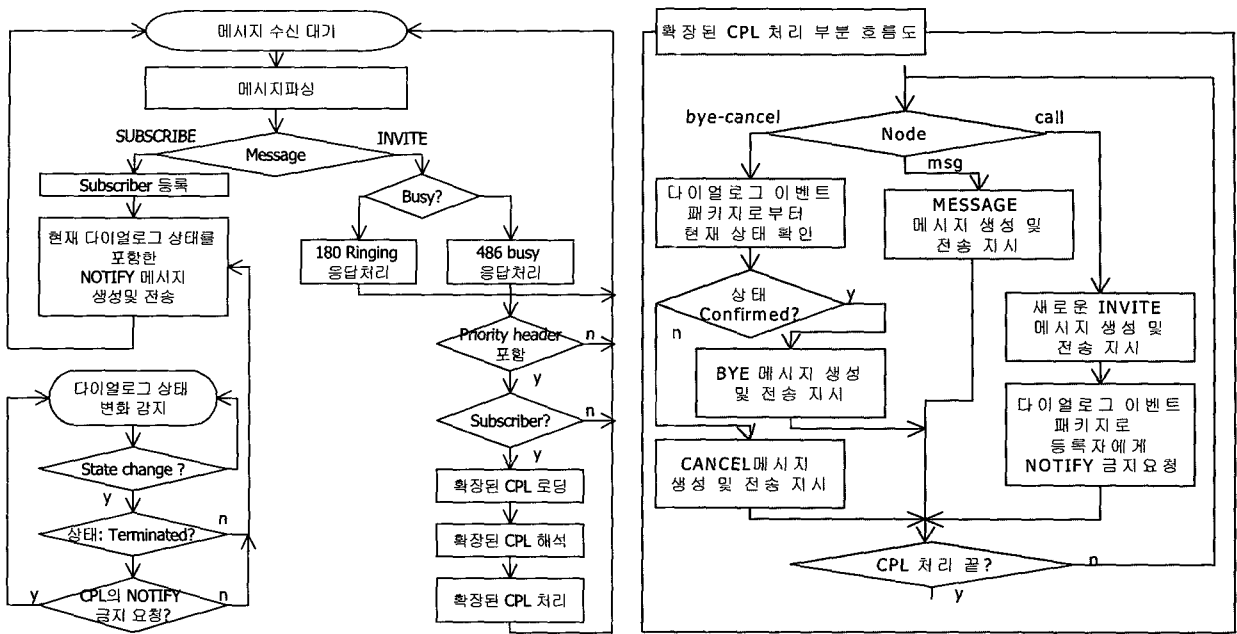 메시지 수신 대기
메시지파싱
SUBSCRIBE
INVITE
Message
Subscriber 등록
현재 다이얼로그 상태를
포함한
NOTIFY 메시지
생성및 전송
Busy?
180 Ringing
응답처리
486 busy
응답처리
Priority header
포함
n
y
Subscriber?
n
y
확장된 CPL 로딩
확장된 CPL 해석
확장된 CPL 처리
다이얼로그 상태
변화 감지
State change ?
y
상태: Terminated?
n
y
CPL의 NOTIFY
금지 요청?
n
확장된 CPL 처리 부분 흐름도
bye-cancel
Node
call
msg
다이얼로그 이벤트
패키지로부터
현재 상태 확인
MESSAGE
메시지 생성 및
전송 지시
상태
Confirmed?
y
n
BYE 메시지 생성
및 전송 지시
CANCEL메시지
생성 및 전송 지시
새로운 INVITE
메시지 생성 및
전송 지시
다이얼로그 이벤트
패키지로
등록자에게
NOTIFY 금지요청
CPL 처리 끝?
n
y